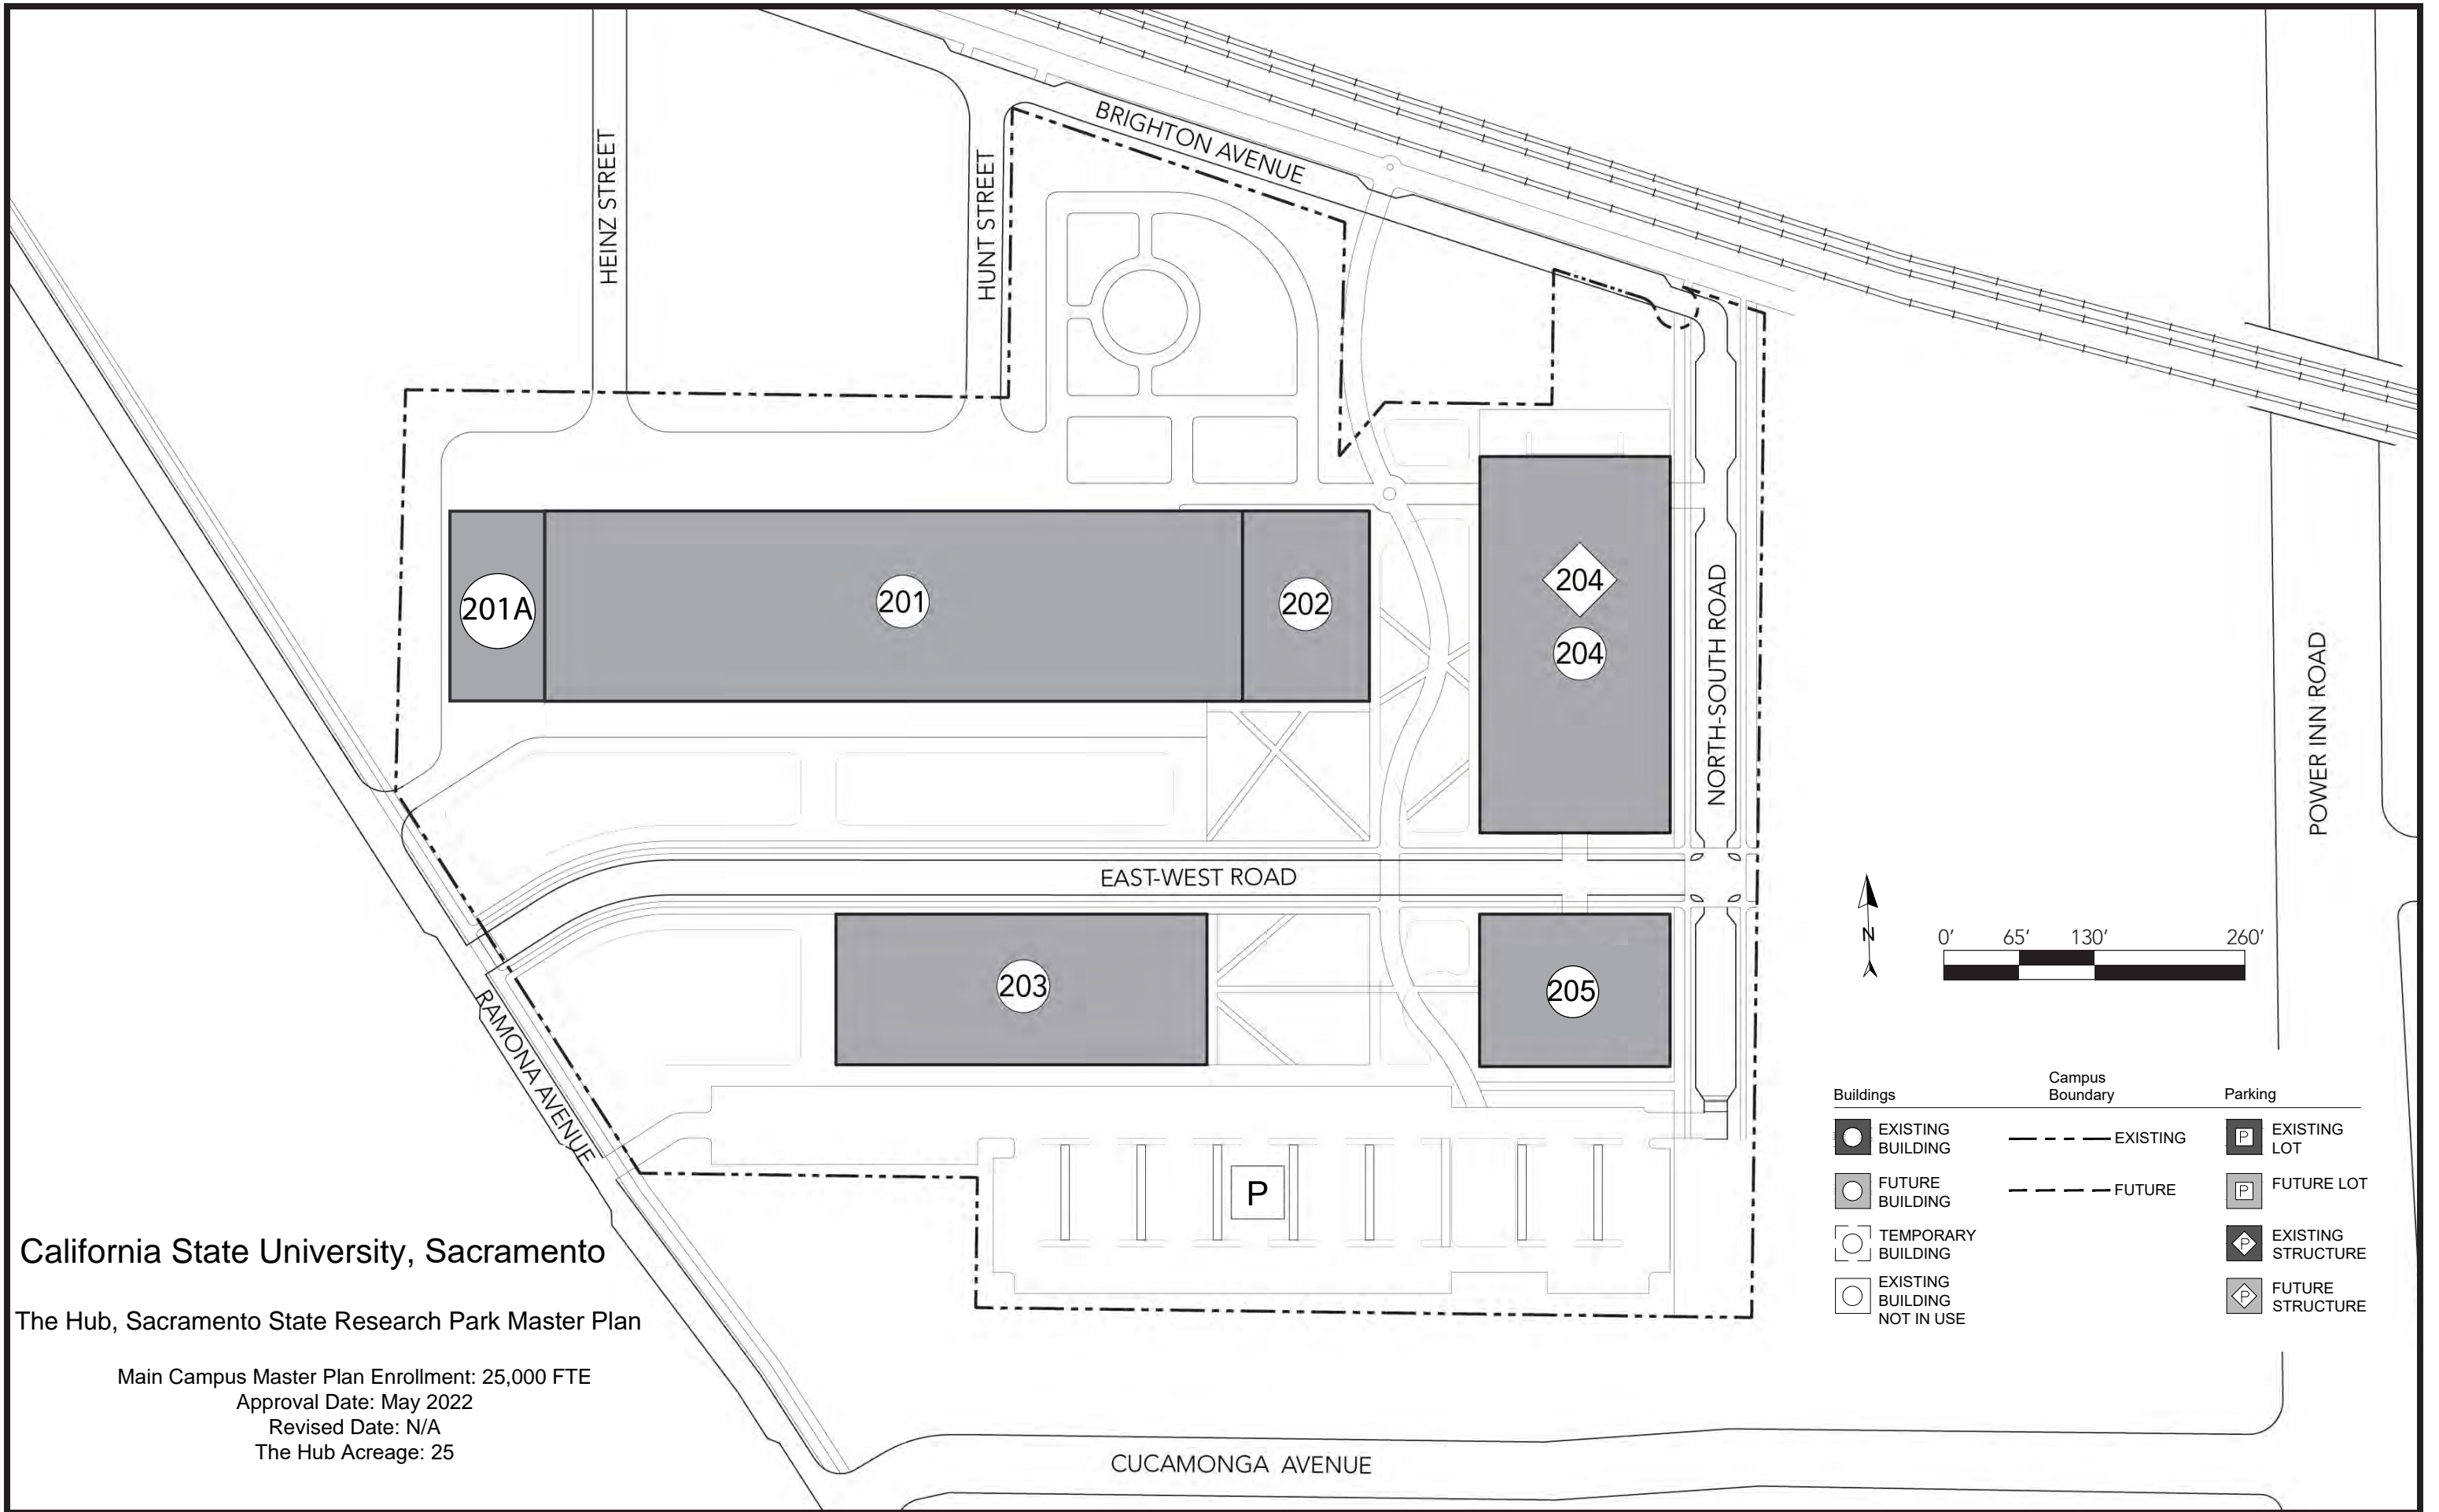 BRIGHTON AVENUE
HEINZ STREET
HUNT STREET
201A
201
202
204
204
NORTH-SOUTH ROAD
POWER INN ROAD
EAST-WEST ROAD
203
205
RAMONA AVENUE
P
CUCAMONGA AVENUE
N
0' 65' 130' 260'
Buildings
EXISTING
BUILDING
FUTURE
BUILDING
TEMPORARY
BUILDING
EXISTING
BUILDING
NOT IN USE
Campus
Boundary
EXISTING
FUTURE
Parking
P EXISTING
LOT
P FUTURE LOT
P EXISTING
STRUCTURE
P FUTURE
STRUCTURE
California State University, Sacramento
The Hub, Sacramento State Research Park Master Plan
Main Campus Master Plan Enrollment: 25,000 FTE
Approval Date: May 2022
Revised Date: N/A
The Hub Acreage: 25